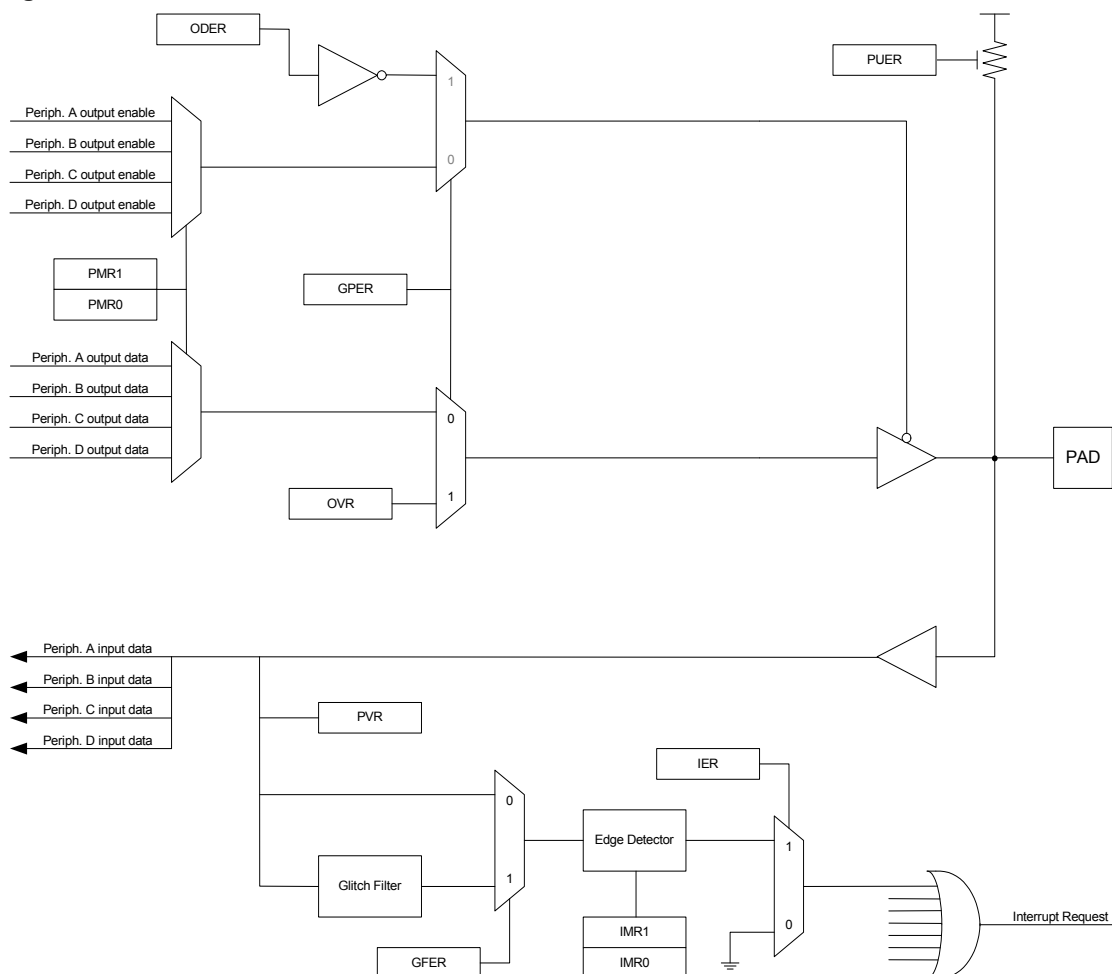 ODER
PUER
1
Periph. A output enable
Periph. B output enable
0
Periph. C output enable
Periph. D output enable
PMR1
GPER
PMR0
Periph. A output data
Periph. B output data
0
Periph. C output data
Periph. D output data
PAD
OVR
1
Periph. A input data
Periph. B input data
PVR
Periph. C input data
Periph. D input data
IER
0
Edge Detector
1
Glitch Filter
1
0
IMR1
Interrupt Request
GFER
IMR0